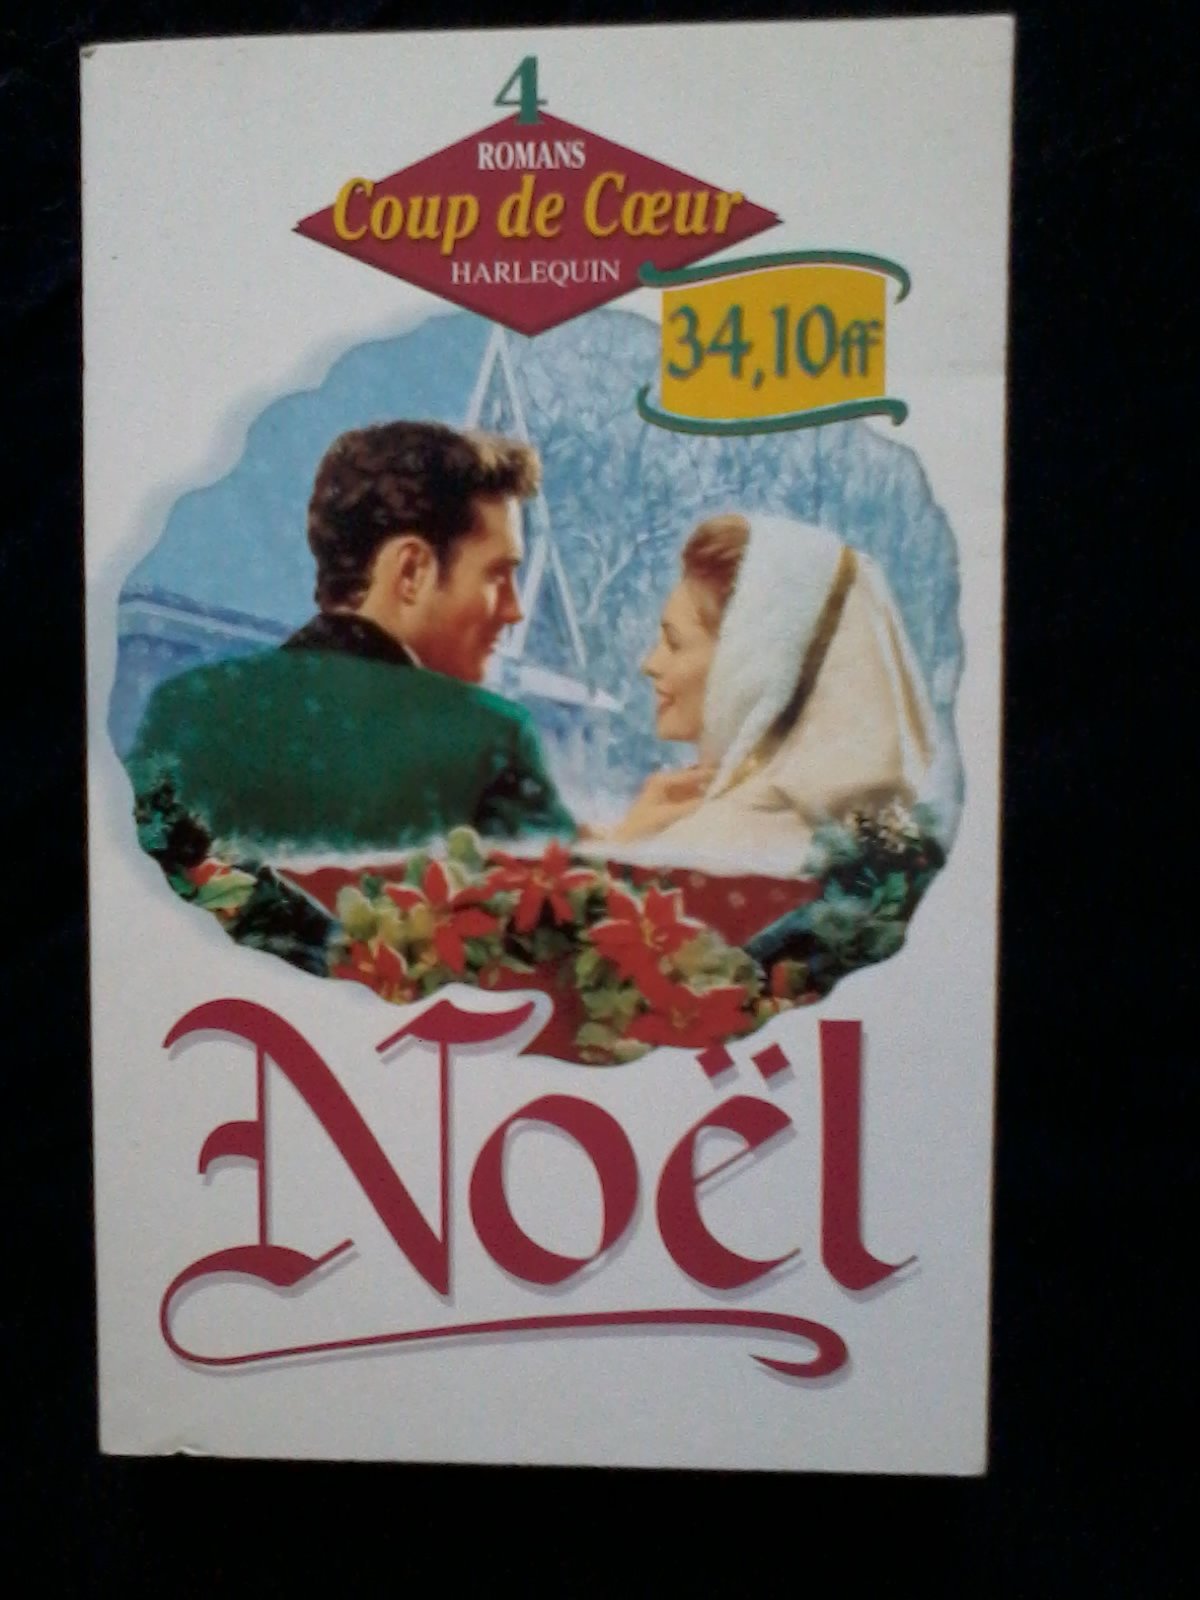 4
ROMANS
Coup de Cœur
HARLEQUIN
34,10FF
Noël